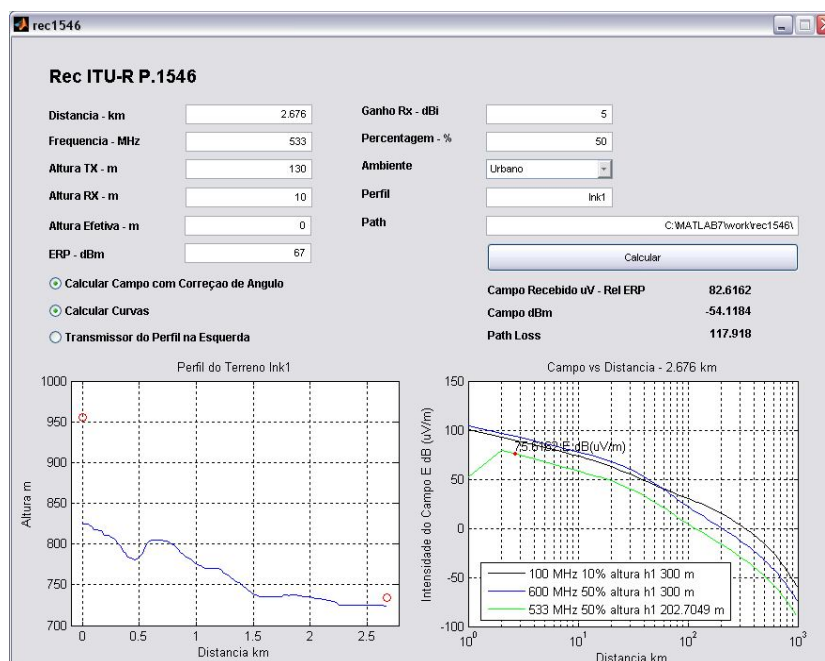 rec1546
Rec ITU-R P.1546
Distancia - km 2.676
Frequencia - MHz 533
Altura TX - m 130
Altura RX - m 10
Altura Efetiva - m 0
ERP - dBm 67
Calcular Campo com Correçao de Angulo
Calcular Curvas
Transmissor do Perfil na Esquerda
Ganho Rx - dBi 5
Percentagem - % 50
Ambiente Urbano
Perfil lnk1
Path C:\MATLAB7\work\rec1546\
Calcular
Campo Recebido uV - Rel ERP 82.6162
Campo dBm -54.1184
Path Loss 117.918
Perfil do Terreno lnk1
1000
950
900
850
800
750
700
Altura m
0 0.5 1 1.5 2 2.5
Distancia km
Campo vs Distancia - 2.676 km
150
100
50
0
-50
-100
Intensidade do Campo E dB (uV/m)
75.6162 E dB(uV/m)
100 MHz 10% altura h1 300 m
600 MHz 50% altura h1 300 m
533 MHz 50% altura h1 202.7049 m
10^0 10^1 10^2 10^3
Distancia km